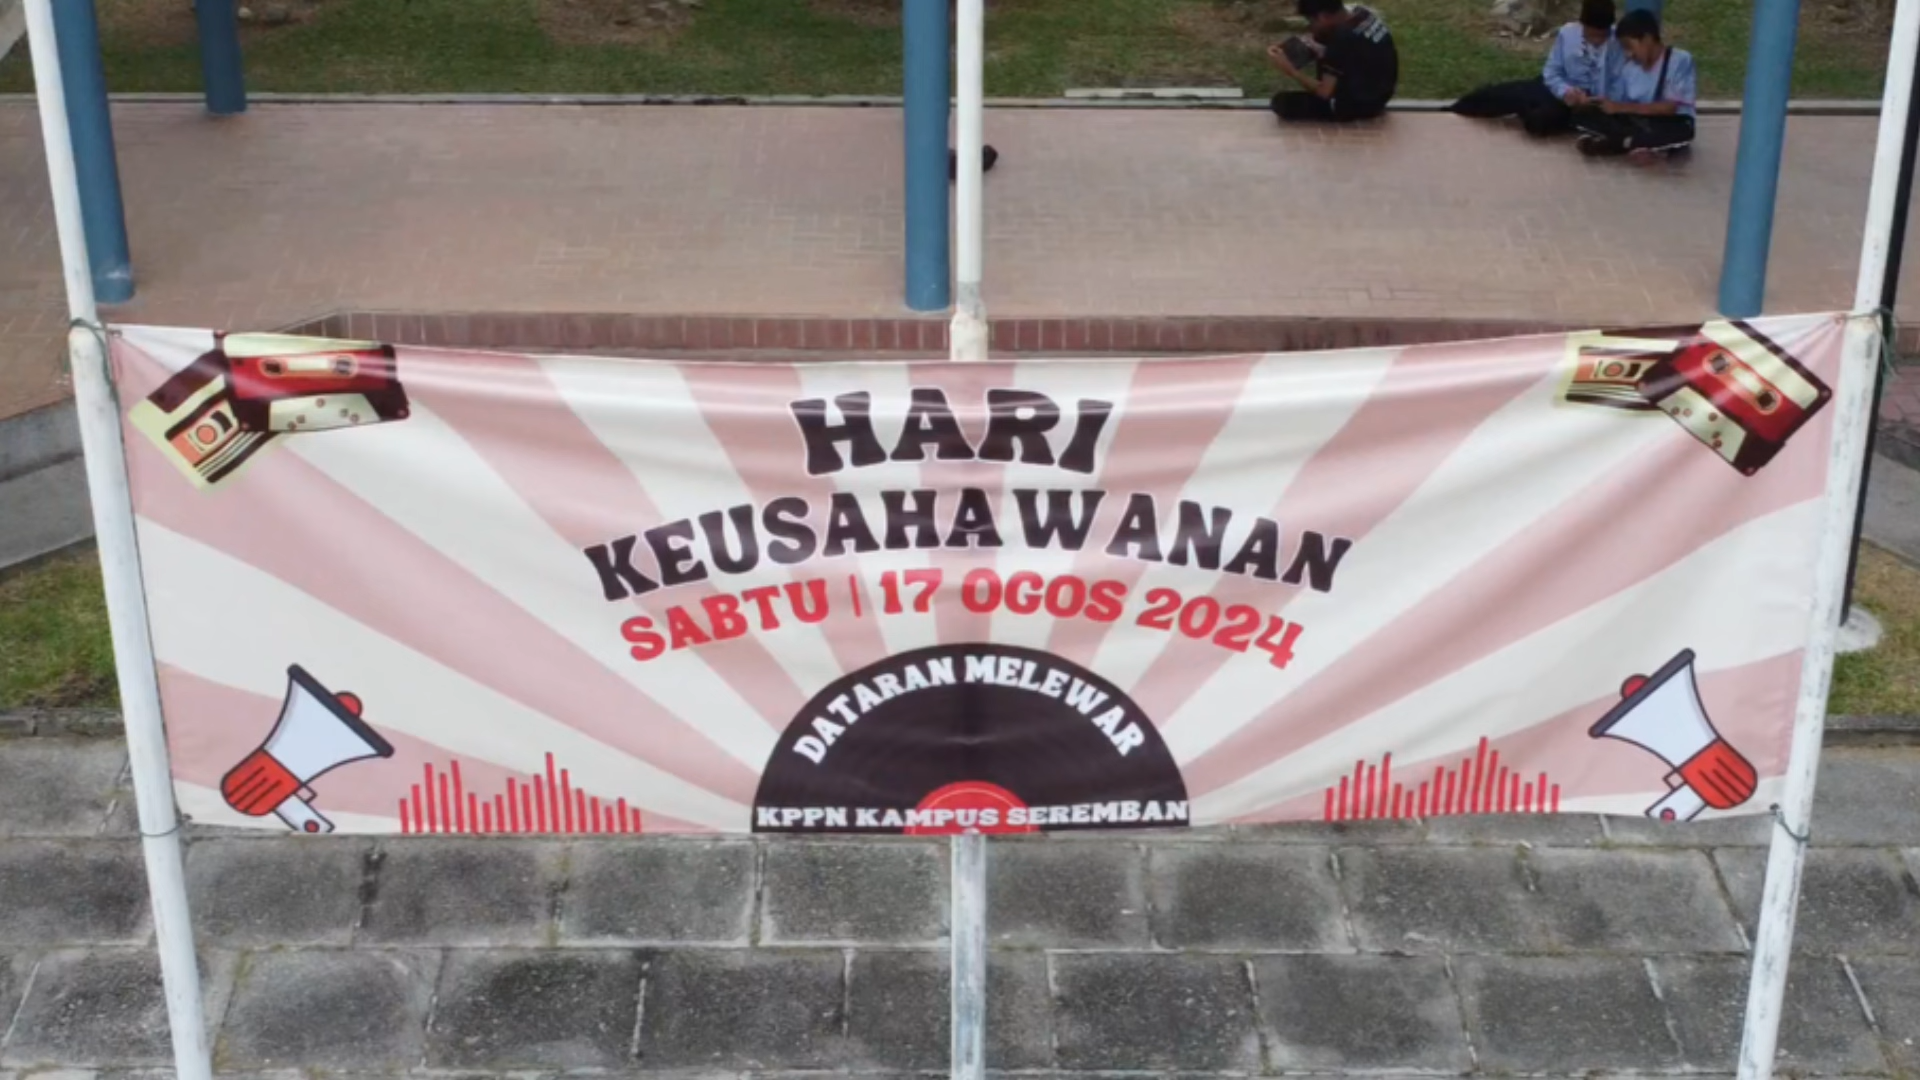 HARI
KEUSAHAWANAN
SABTU | 17 OGOS 2024
DATARAN MELEWAR
KPPN KAMPUS SEREMBAN